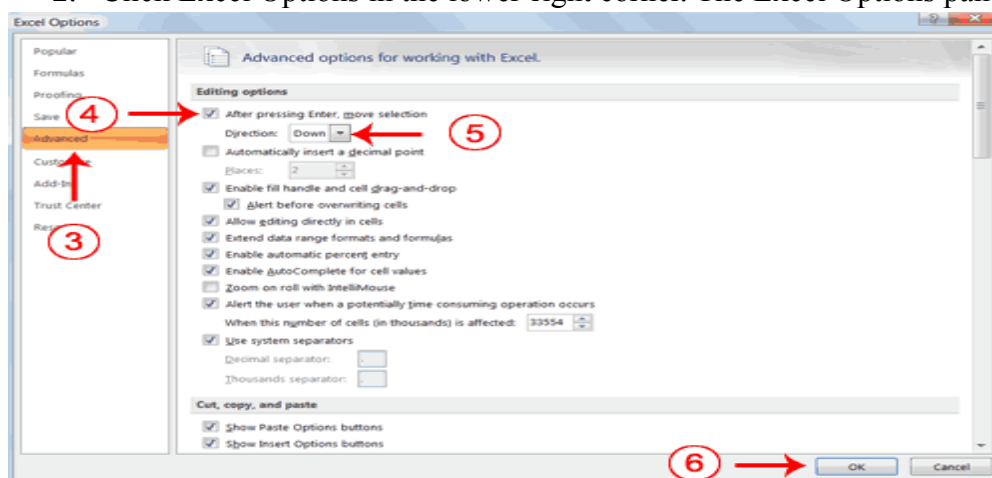 2. Click Excel Options in the lower right corner. The Excel Options pan
Excel Options
Popular
Formulas
Proofing
Save
Advanced
Customize
Add-Ins
Trust Center
4
3
Advanced options for working with Excel.
Editing options
After pressing Enter, move selection
Direction: Down
5
Automatically insert a decimal point
Places: 2
Enable fill handle and cell drag-and-drop
Alert before overwriting cells
Allow editing directly in cells
Extend data range formats and formulas
Enable automatic percent entry
Enable AutoComplete for cell values
Zoom on roll with IntelliMouse
Alert the user when a potentially time consuming operation occurs
When this number of cells (in thousands) is affected: 33554
Use system separators
Decimal separator: .
Thousands separator:
Cut, copy, and paste
Show Paste Options buttons
Show Insert Options buttons
6
OK
Cancel